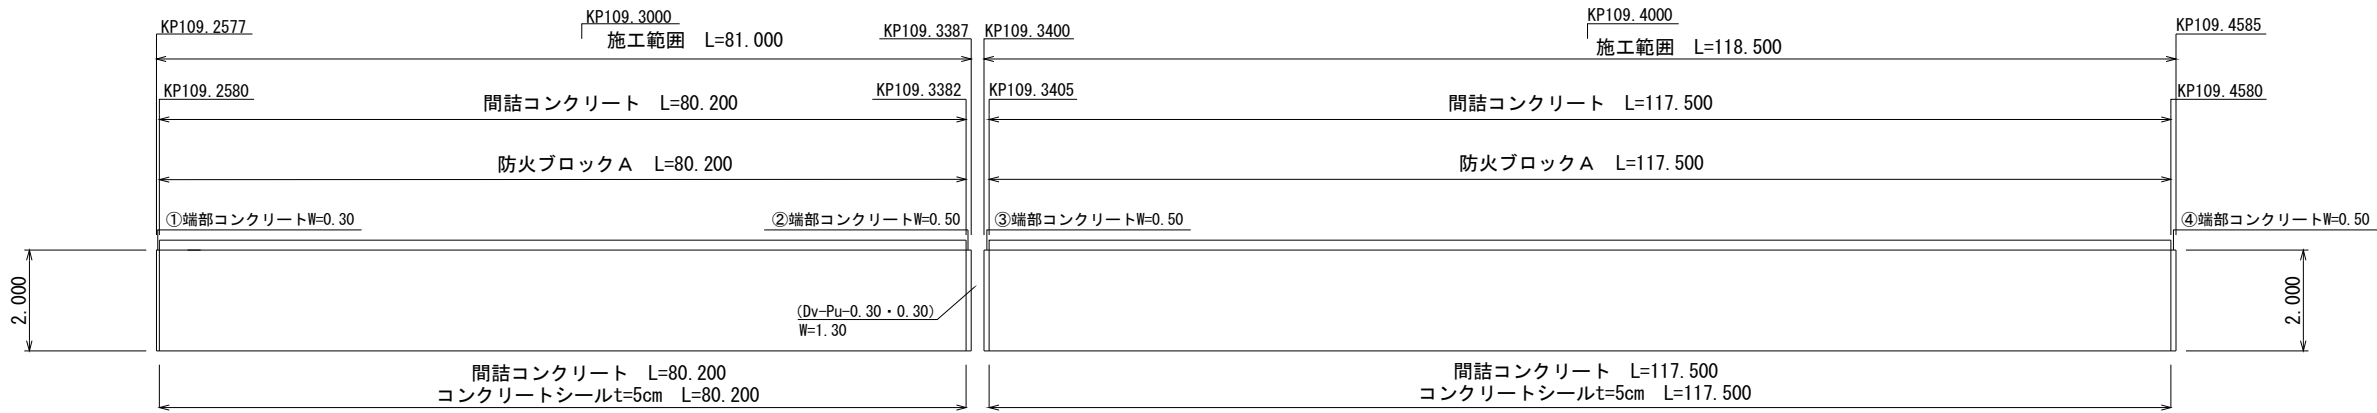 KP109.2577
KP109.3000
施工範囲　L=81.000
KP109.3387
KP109.3400
KP109.4000
施工範囲　L=118.500
KP109.4585
KP109.2580
間詰コンクリート　L=80.200
KP109.3382
KP109.3405
間詰コンクリート　L=117.500
KP109.4580
防火ブロックＡ　L=80.200
防火ブロックＡ　L=117.500
①端部コンクリートW=0.30
②端部コンクリートW=0.50
③端部コンクリートW=0.50
④端部コンクリートW=0.50
2.000
(Dv-Pu-0.30・0.30)
W=1.30
2.000
間詰コンクリート　L=80.200
コンクリートシールt=5cm　L=80.200
間詰コンクリート　L=117.500
コンクリートシールt=5cm　L=117.500